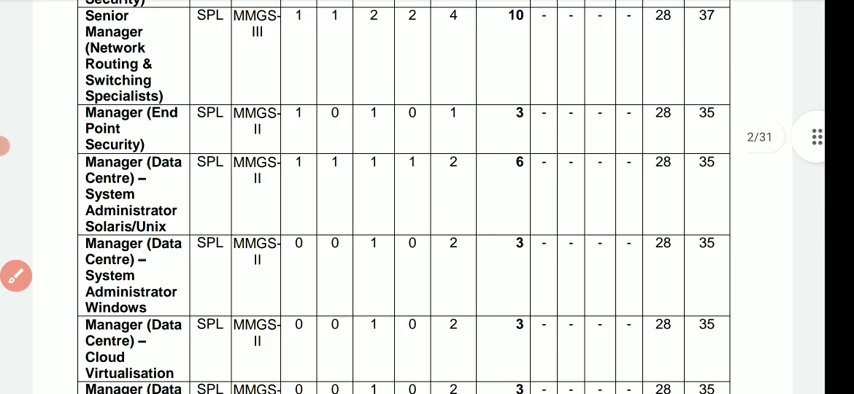 Security)
Senior Manager (Network Routing & Switching Specialists) SPL MMGS-III 1 1 2 2 4 10 - - - - 28 37
Manager (End Point Security) SPL MMGS-II 1 0 1 0 1 3 - - - - 28 35
Manager (Data Centre) – System Administrator Solaris/Unix SPL MMGS-II 1 1 1 1 2 6 - - - - 28 35
Manager (Data Centre) – System Administrator Windows SPL MMGS-II 0 0 1 0 2 3 - - - - 28 35
Manager (Data Centre) – Cloud Virtualisation SPL MMGS-II 0 0 1 0 2 3 - - - - 28 35
Manager (Data SPL MMGS- 0 0 1 0 2 3 - - - - 28 35
2/31